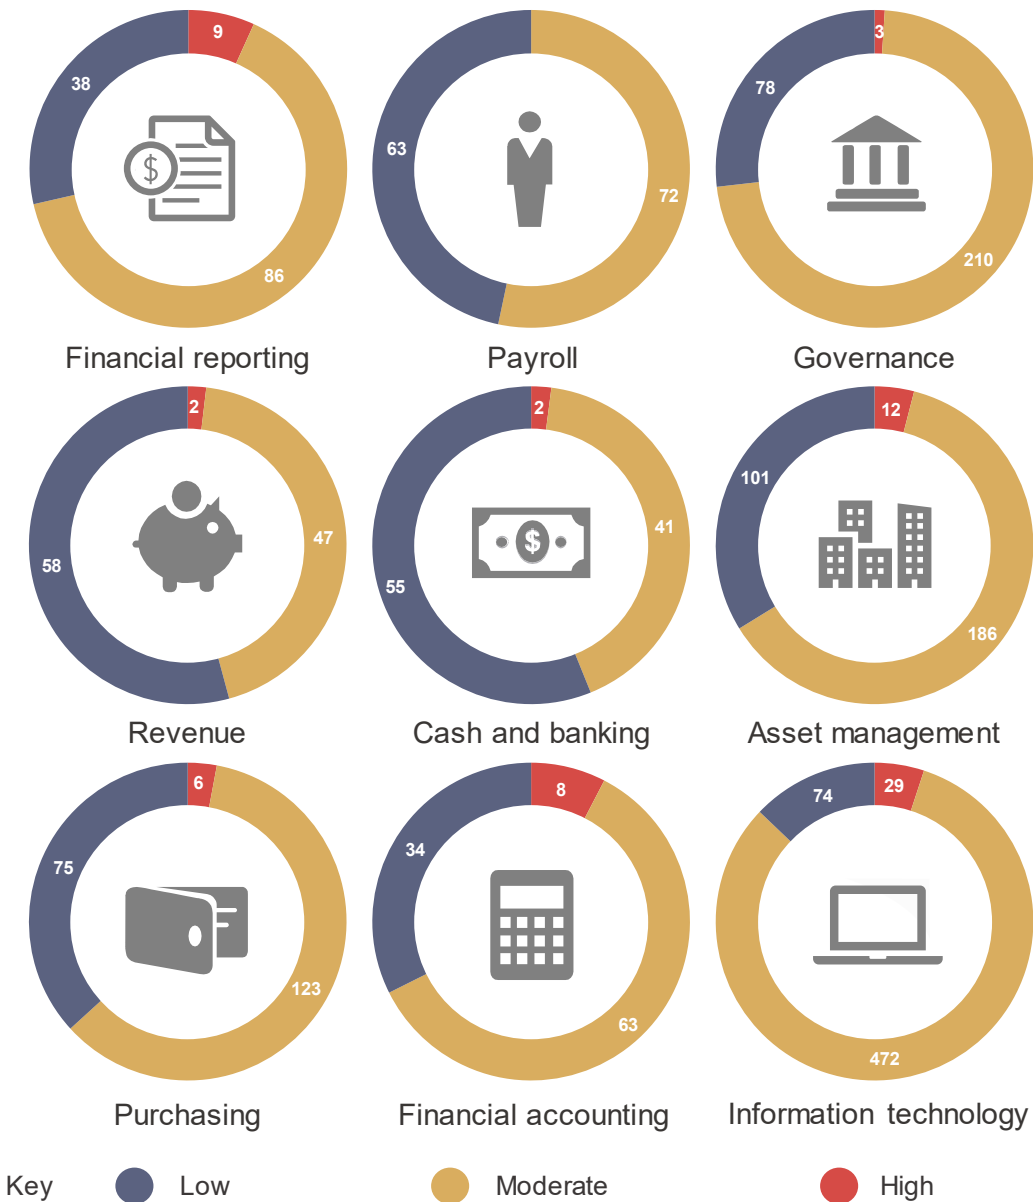 9
38
86
$
Financial reporting
63
72
Payroll
3
78
210
Governance
2
58
47
Revenue
2
55
41
$
Cash and banking
12
101
186
Asset management
6
75
123
Purchasing
8
34
63
Financial accounting
29
74
472
Information technology
Key Low Moderate High